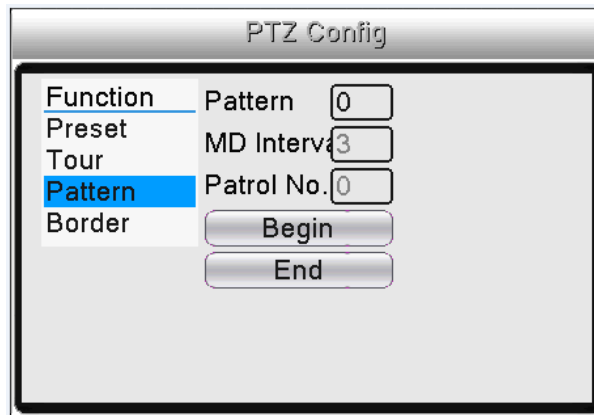 PTZ Config
Function
Preset
Tour
Pattern
Border
Pattern 0
MD Interva 3
Patrol No. 0
Begin
End